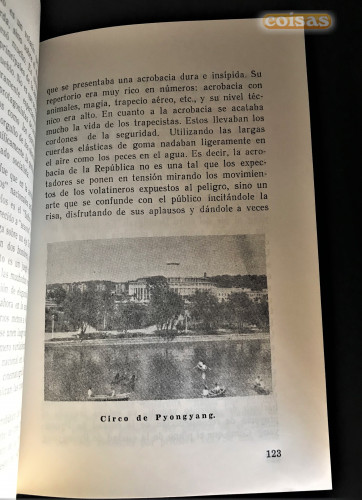 coisas
que se presentaba una acrobacia dura e insípida. Su
repertorio era muy rico en números: acrobacia con
animales, magia, trapecio aéreo, etc., y su nivel téc-
nico era alto. En cuanto a la acrobacia se acataba
mucho la vida de los trapecistas. Estos llevaban los
cordones de la seguridad. Utilizando las largas
cuerdas elásticas de goma nadaban ligeramente en
el aire como los peces en el agua. Es decir, la acro-
bacia de la República no es una tal que los expec-
tadores se ponen en tensión mirando los movimien-
tos de los volatineros expuestos al peligro, sino un
arte que se confunde con el público incitándole la
risa, disfrutando de sus aplausos y dándole a veces
Circo de Pyongyang.
123